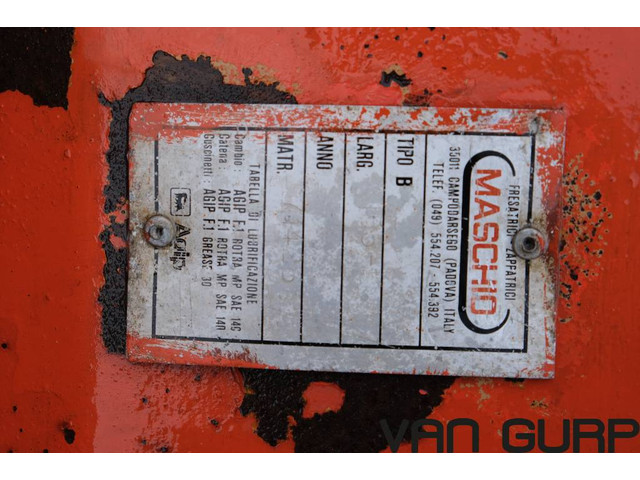 FRESATRICI ZAPPATRICI
MASCHIO
35011 CAMPODARSEGO (PADOVA) ITALY
TELEF. (049) 554.207 - 554.392
TIPO B
LARG.
ANNO
MATR.
TABELLA DI LUBRIFICAZIONE
Cambio: AGIP F.1 ROTRA MP SAE 140
Catena: AGIP F.1 ROTRA MP SAE 140
Cuscinetti: AGIP F.1 GREASE 30
Agip
VAN GURP